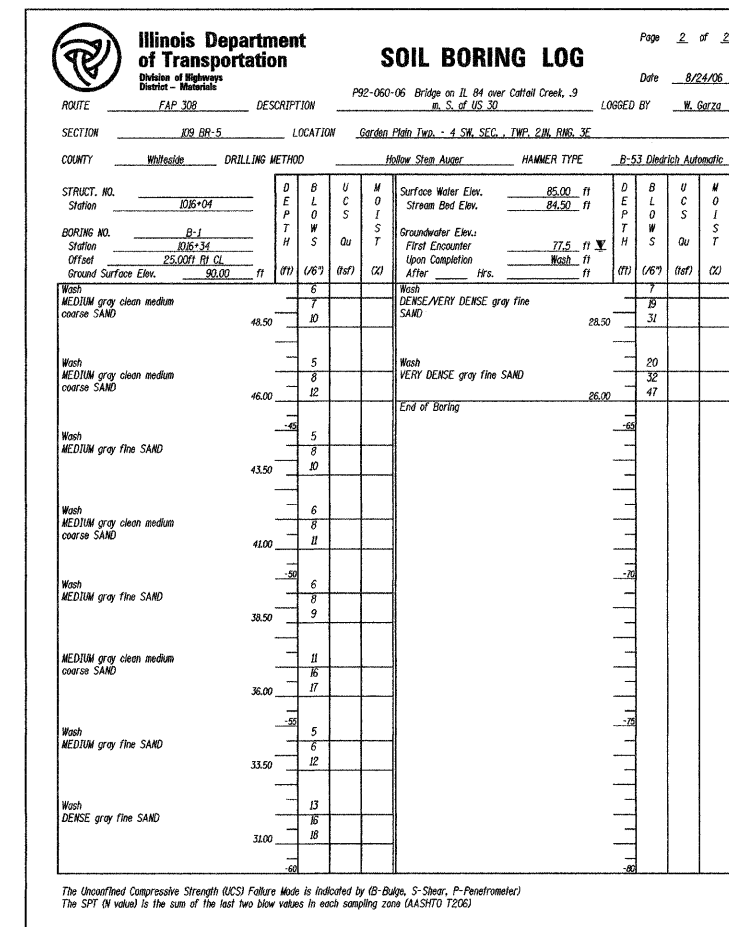 Illinois Department
of Transportation
Division of Highways
District - Materials
SOIL BORING LOG
Page 2 of 2
Date 8/24/06
P92-060-06 Bridge on IL 84 over Cattail Creek, .9
ROUTE FAP 308 DESCRIPTION m. S. of US 30 LOGGED BY W. Garza
SECTION 109 BR-5 LOCATION Garden Plain Twp. - 4 SW, SEC. , TWP. 21N, RNG. 3E
COUNTY Whiteside DRILLING METHOD Hollow Stem Auger HAMMER TYPE B-53 Diedrich Automatic
STRUCT. NO.
Station 1016+04
BORING NO. B-1
Station 1016+34
Offset 25.00ft Rt CL
Ground Surface Elev. 90.00 ft
DEPTH (ft)
BLOWS (/6")
UCS Qu (tsf)
MOIST (%)
Surface Water Elev. 85.00 ft
Stream Bed Elev. 84.50 ft
Groundwater Elev.:
First Encounter 77.5 ft
Upon Completion Wash ft
After Hrs. ft
DEPTH (ft)
BLOWS (/6")
UCS Qu (tsf)
MOIST (%)
Wash 6
MEDIUM gray clean medium 7
coarse SAND 10
48.50
Wash 5
MEDIUM gray clean medium 8
coarse SAND 12
46.00
-45
Wash 5
MEDIUM gray fine SAND 8
43.50 10
Wash 6
MEDIUM gray clean medium 8
coarse SAND 11
41.00
-50
Wash 6
MEDIUM gray fine SAND 8
38.50 9
MEDIUM gray clean medium 11
coarse SAND 16
36.00 17
-55
Wash 5
MEDIUM gray fine SAND 6
33.50 12
Wash 13
DENSE gray fine SAND 16
31.00 18
-60
Wash 7
DENSE/VERY DENSE gray fine 19
SAND 31
28.50
Wash 20
VERY DENSE gray fine SAND 32
26.00 47
End of Boring
-65
-70
-75
-80
The Unconfined Compressive Strength (UCS) Failure Mode is indicated by (B-Bulge, S-Shear, P-Penetrometer)
The SPT (N value) is the sum of the last two blow values in each sampling zone (AASHTO T206)